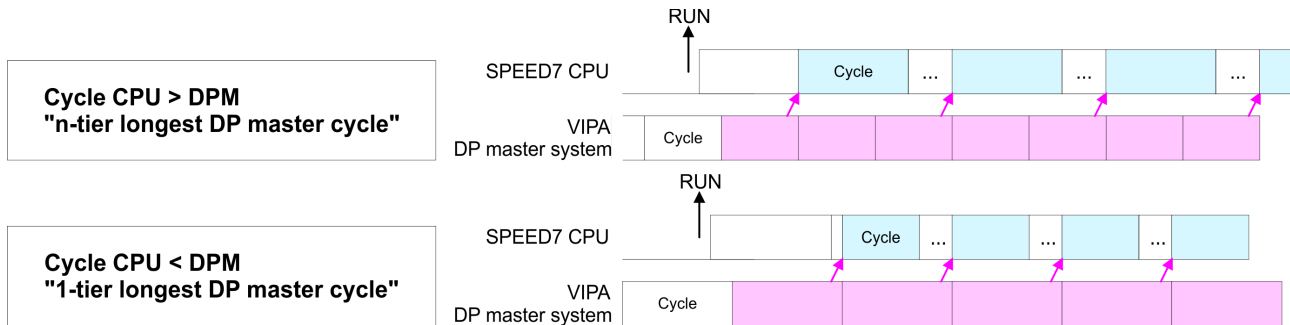 RUN
SPEED7 CPU
Cycle
...
...
...
Cycle CPU > DPM
"n-tier longest DP master cycle"
VIPA
DP master system
Cycle
RUN
SPEED7 CPU
Cycle
...
...
...
Cycle CPU < DPM
"1-tier longest DP master cycle"
VIPA
DP master system
Cycle